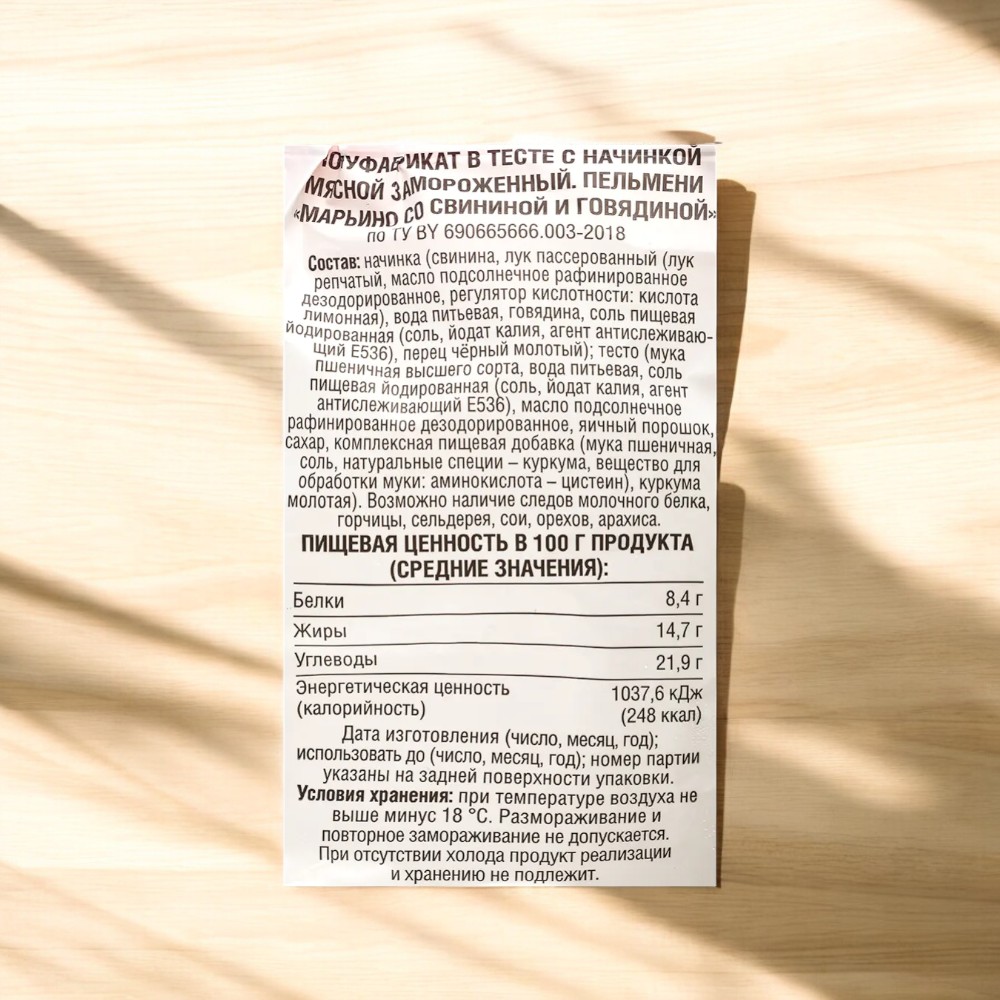 ПОЛУФАБРИКАТ В ТЕСТЕ С НАЧИНКОЙ
МЯСНОЙ ЗАМОРОЖЕННЫЙ. ПЕЛЬМЕНИ
«МАРЬИНО СО СВИНИНОЙ И ГОВЯДИНОЙ»
по ТУ BY 690665666.003-2018
Состав: начинка (свинина, лук пассерованный (лук
репчатый, масло подсолнечное рафинированное
дезодорированное, регулятор кислотности: кислота
лимонная), вода питьевая, говядина, соль пищевая
йодированная (соль, йодат калия, агент антислеживаю-
щий Е536), перец чёрный молотый); тесто (мука
пшеничная высшего сорта, вода питьевая, соль
пищевая йодированная (соль, йодат калия, агент
антислеживающий Е536), масло подсолнечное
рафинированное дезодорированное, яичный порошок,
сахар, комплексная пищевая добавка (мука пшеничная,
соль, натуральные специи – куркума, вещество для
обработки муки: аминокислота – цистеин), куркума
молотая). Возможно наличие следов молочного белка,
горчицы, сельдерея, сои, орехов, арахиса.
ПИЩЕВАЯ ЦЕННОСТЬ В 100 Г ПРОДУКТА
(СРЕДНИЕ ЗНАЧЕНИЯ):
Белки 8,4 г
Жиры 14,7 г
Углеводы 21,9 г
Энергетическая ценность 1037,6 кДж
(калорийность) (248 ккал)
Дата изготовления (число, месяц, год);
использовать до (число, месяц, год); номер партии
указаны на задней поверхности упаковки.
Условия хранения: при температуре воздуха не
выше минус 18 °С. Размораживание и
повторное замораживание не допускается.
При отсутствии холода продукт реализации
и хранению не подлежит.